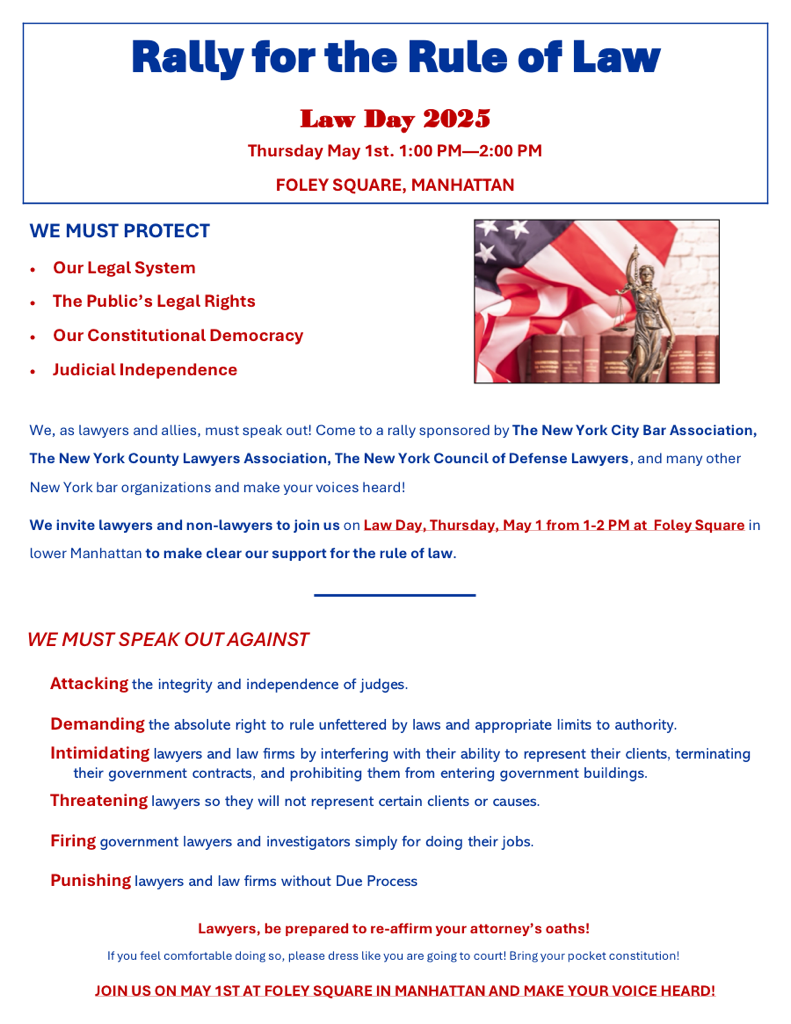 Rally for the Rule of Law
Law Day 2025
Thursday May 1st. 1:00 PM—2:00 PM
FOLEY SQUARE, MANHATTAN
WE MUST PROTECT
• Our Legal System
• The Public’s Legal Rights
• Our Constitutional Democracy
• Judicial Independence
We, as lawyers and allies, must speak out! Come to a rally sponsored by The New York City Bar Association,
The New York County Lawyers Association, The New York Council of Defense Lawyers, and many other
New York bar organizations and make your voices heard!
We invite lawyers and non-lawyers to join us on Law Day, Thursday, May 1 from 1-2 PM at Foley Square in
lower Manhattan to make clear our support for the rule of law.
WE MUST SPEAK OUT AGAINST
Attacking the integrity and independence of judges.
Demanding the absolute right to rule unfettered by laws and appropriate limits to authority.
Intimidating lawyers and law firms by interfering with their ability to represent their clients, terminating
their government contracts, and prohibiting them from entering government buildings.
Threatening lawyers so they will not represent certain clients or causes.
Firing government lawyers and investigators simply for doing their jobs.
Punishing lawyers and law firms without Due Process
Lawyers, be prepared to re-affirm your attorney’s oaths!
If you feel comfortable doing so, please dress like you are going to court! Bring your pocket constitution!
JOIN US ON MAY 1ST AT FOLEY SQUARE IN MANHATTAN AND MAKE YOUR VOICE HEARD!